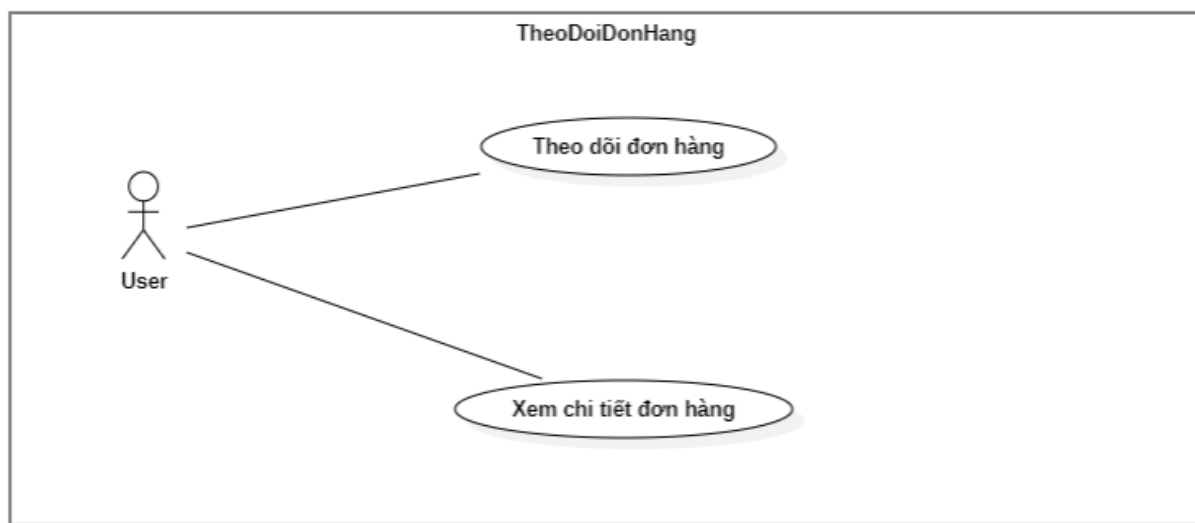 TheoDoiDonHang
Theo dõi đơn hàng
User
Xem chi tiết đơn hàng